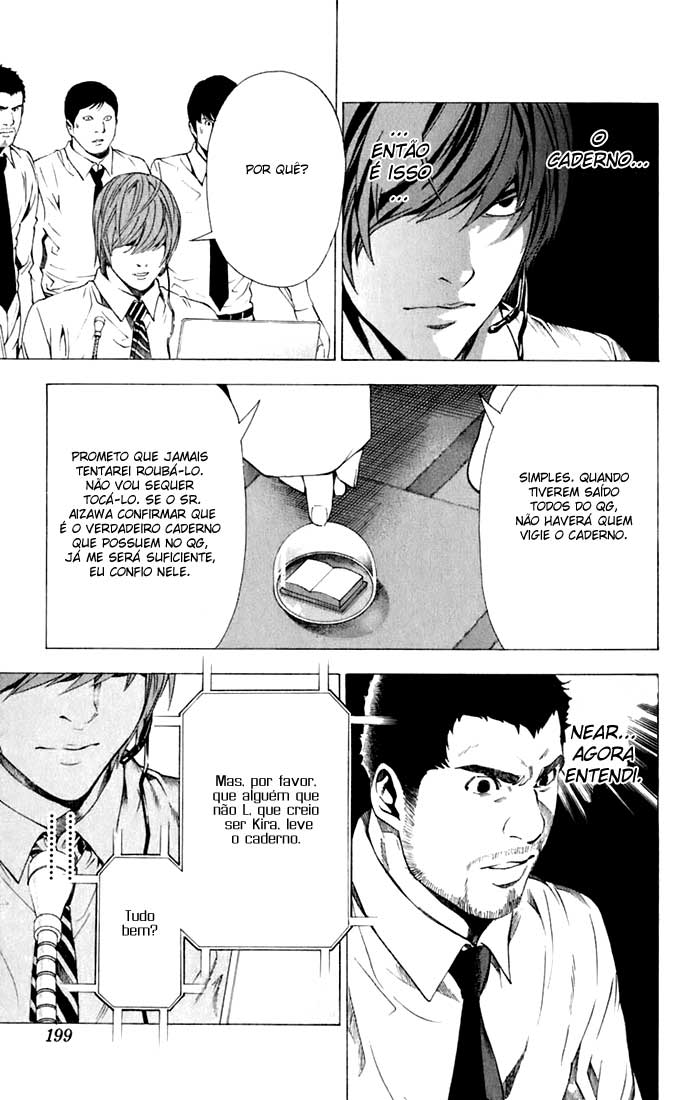 O
CADERNO...
...
ENTÃO
É ISSO
...
POR QUÊ?
SIMPLES. QUANDO
TIVEREM SAÍDO
TODOS DO QG,
NÃO HAVERÁ QUEM
VIGIE O CADERNO.
PROMETO QUE JAMAIS
TENTAREI ROUBÁ-LO.
NÃO VOU SEQUER
TOCÁ-LO. SE O SR.
AIZAWA CONFIRMAR QUE
É O VERDADEIRO CADERNO
QUE POSSUEM NO QG,
JÁ ME SERÁ SUFICIENTE,
EU CONFIO NELE.
NEAR...
AGORA
ENTENDI.
Mas, por favor,
que alguém que
não L, que creio
ser Kira, leve
o caderno.
Tudo
bem?
199